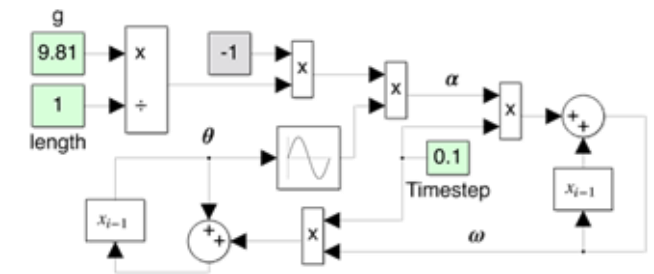 g
9.81
x
÷
1
length
-1
x
x
α
x
+
+
0.1
Timestep
θ
xᵢ₋₁
+
+
x
ω
xᵢ₋₁